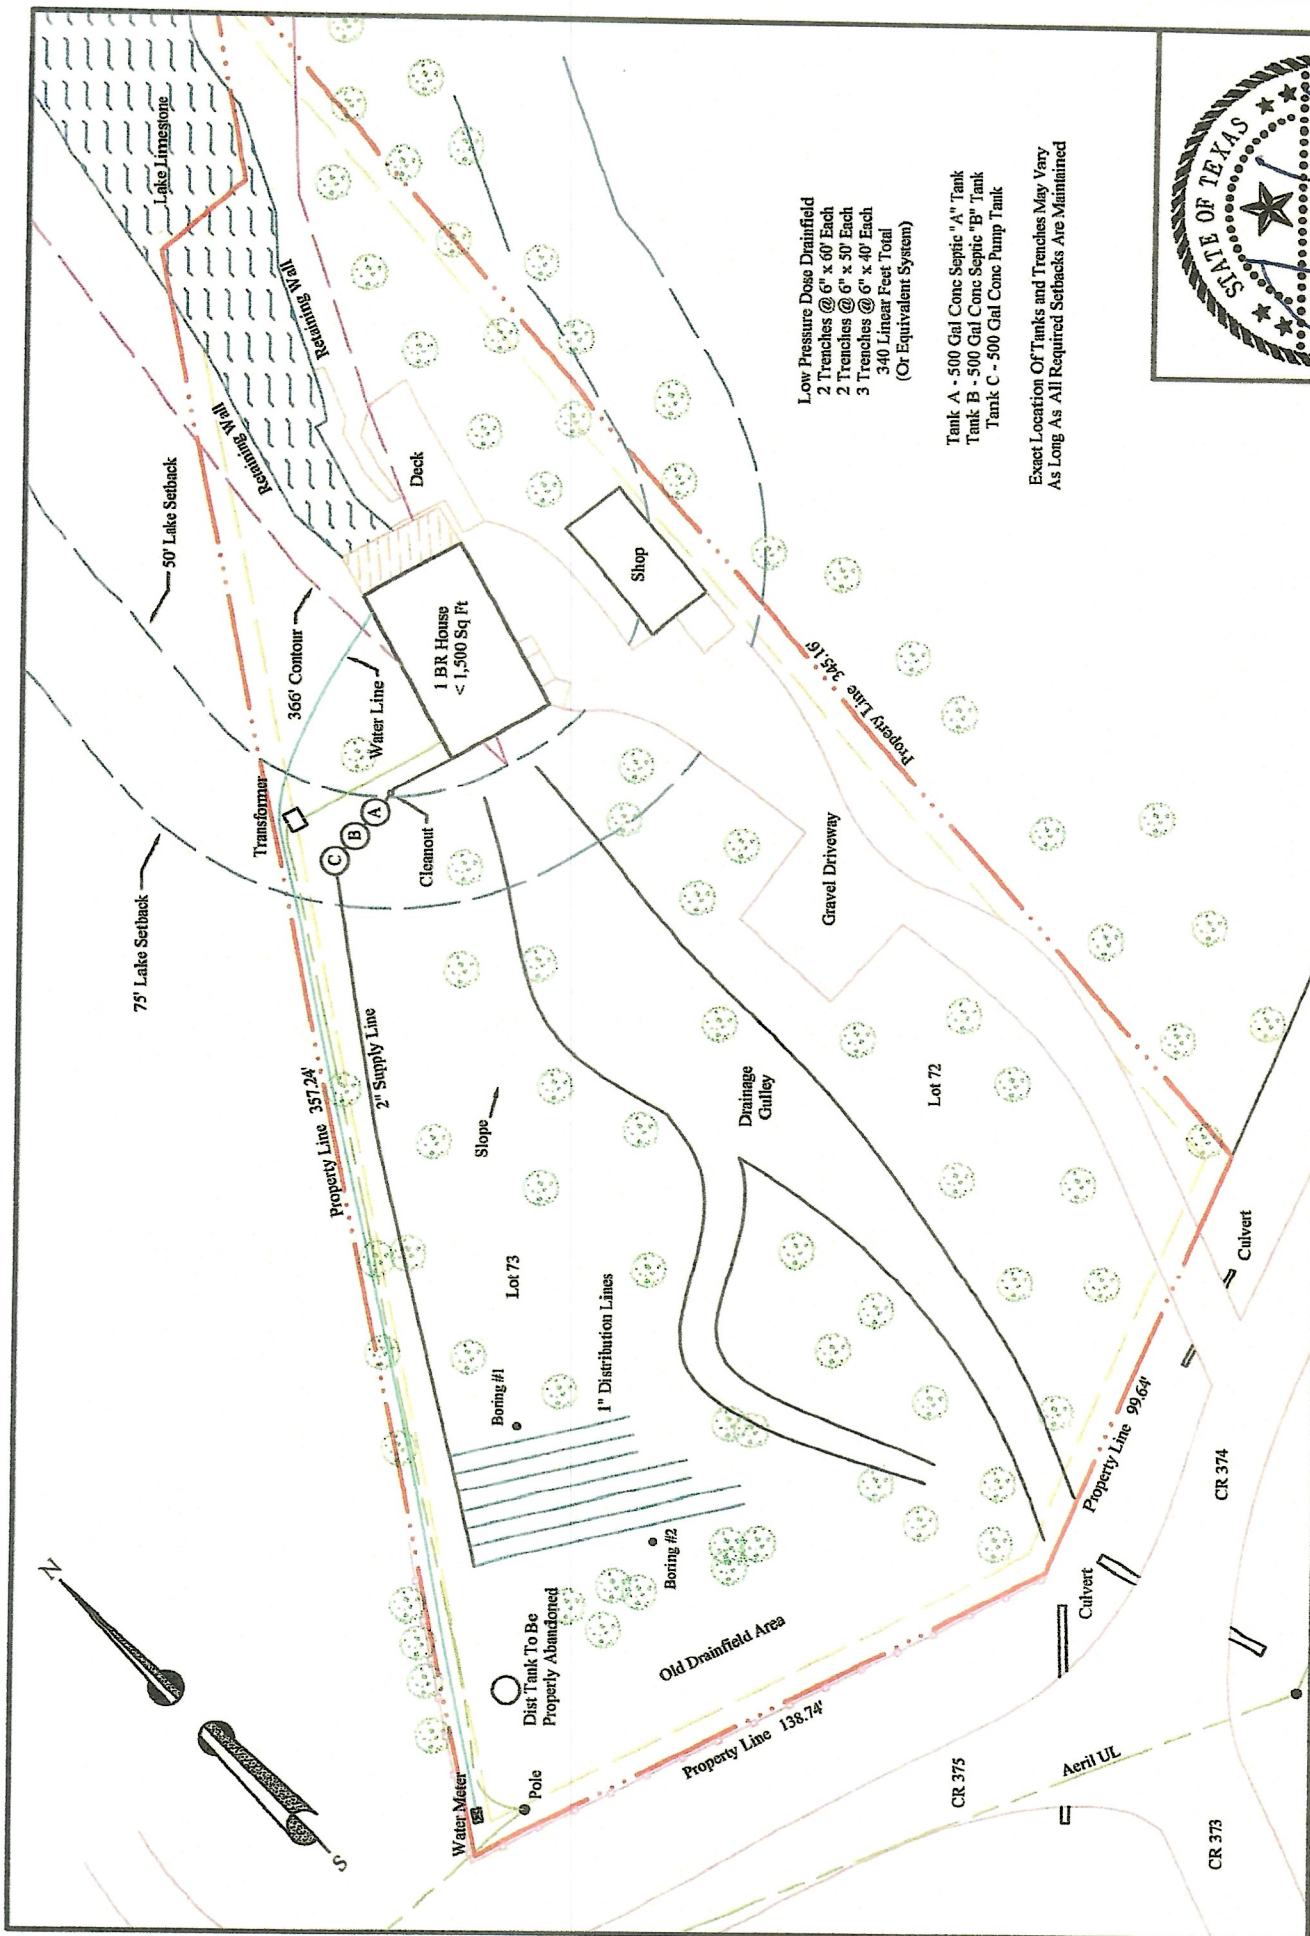 Lake Limestone
Retaining Wall
Retaining Wall
50' Lake Setback
75' Lake Setback
366' Contour
Water Line
Deck
1 BR House
< 1,500 Sq Ft
Shop
Transformer
C
B
A
Cleanout
Property Line 357.24'
2" Supply Line
Slope
Property Line 345.16'
Gravel Driveway
Drainage
Gulley
Lot 72
Lot 73
1" Distribution Lines
Boring #1
Boring #2
Dist Tank To Be
Properly Abandoned
Old Drainfield Area
Water Meter
Pole
Property Line 138.74'
Property Line 99.64'
Culvert
Culvert
CR 374
CR 375
CR 373
Aeril UL
N
S
Low Pressure Dose Drainfield
2 Trenches @ 6" x 60' Each
2 Trenches @ 6" x 50' Each
3 Trenches @ 6" x 40' Each
340 Linear Feet Total
(Or Equivalent System)
Tank A - 500 Gal Conc Septic "A" Tank
Tank B - 500 Gal Conc Septic "B" Tank
Tank C - 500 Gal Conc Pump Tank
Exact Location Of Tanks and Trenches May Vary
As Long As All Required Setbacks Are Maintained
STATE OF TEXAS